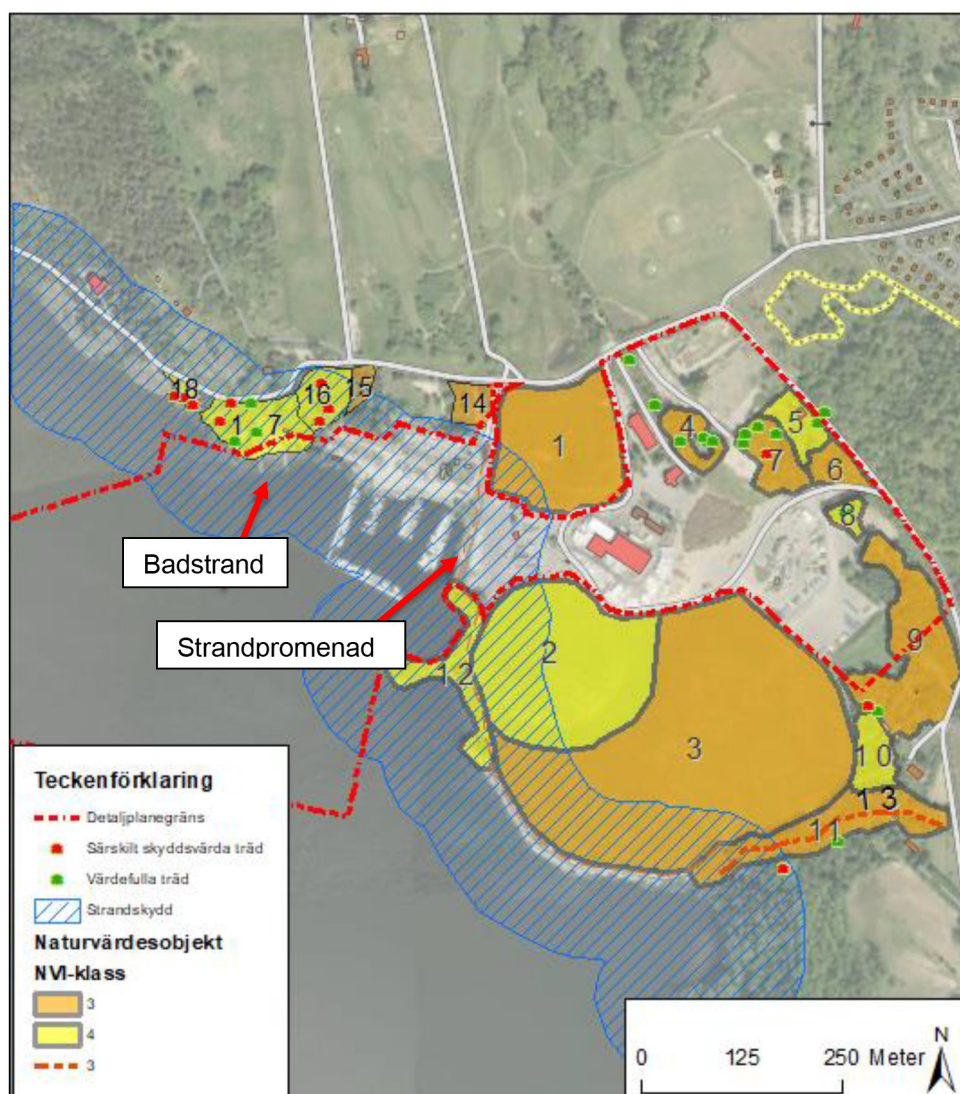 18
1 7
16
15
14
1
4
7
5
6
8
9
Badstrand
Strandpromenad
1 2
2
3
1 0
1 3
11
Teckenförklaring
Detaljplanegräns
Särskilt skyddsvärda träd
Värdefulla träd
Strandskydd
Naturvärdesobjekt
NVI-klass
3
4
3
N
0 125 250 Meter